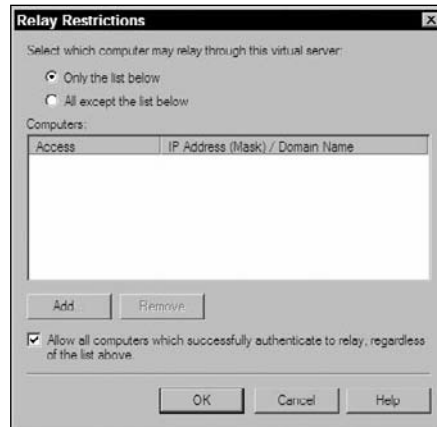 Relay Restrictions
Select which computer may relay through this virtual server:
Only the list below
All except the list below
Computers:
Access IP Address (Mask) / Domain Name
Add... Remove
Allow all computers which successfully authenticate to relay, regardless
of the list above.
OK Cancel Help